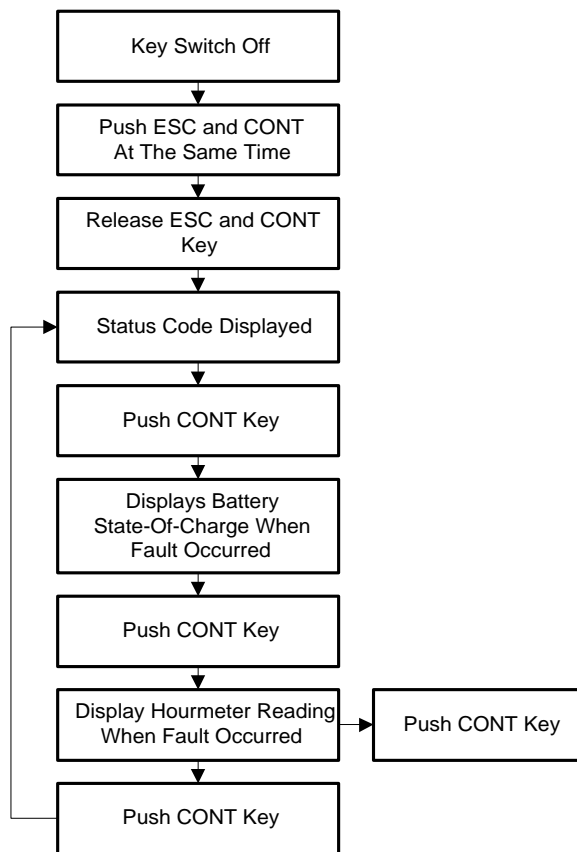 Key Switch Off
Push ESC and CONT
At The Same Time
Release ESC and CONT
Key
Status Code Displayed
Push CONT Key
Displays Battery
State-Of-Charge When
Fault Occurred
Push CONT Key
Display Hourmeter Reading
When Fault Occurred
Push CONT Key
Push CONT Key